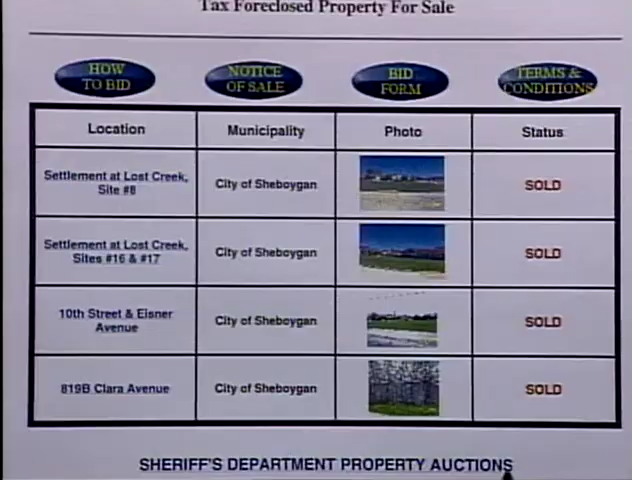 Tax Foreclosed Property For Sale
HOW
TO BID
NOTICE
OF SALE
BID
FORM
TERMS &
CONDITIONS
Location Municipality Photo Status
Settlement at Lost Creek,
Site #8
City of Sheboygan SOLD
Settlement at Lost Creek,
Sites #16 & #17
City of Sheboygan SOLD
10th Street & Eisner
Avenue
City of Sheboygan SOLD
819B Clara Avenue City of Sheboygan SOLD
SHERIFF'S DEPARTMENT PROPERTY AUCTIONS